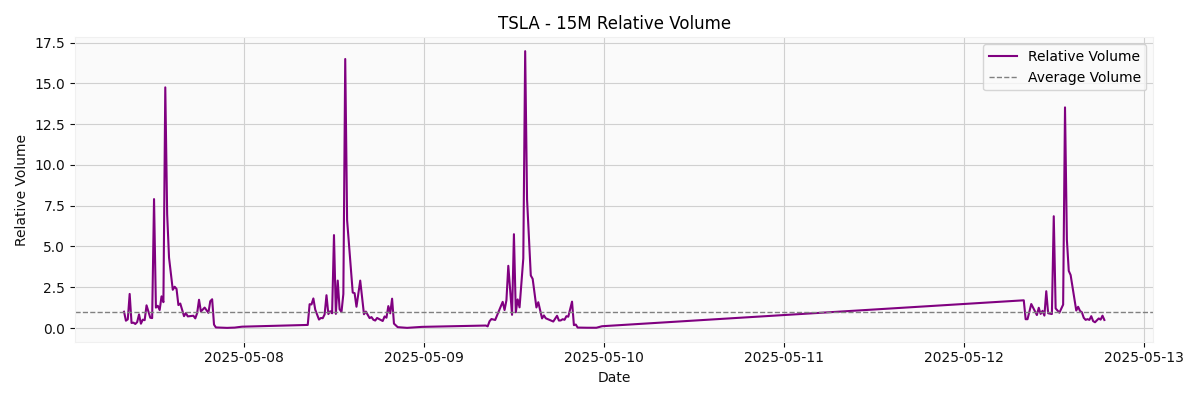 TSLA - 15M Relative Volume
17.5
15.0
12.5
10.0
7.5
5.0
2.5
0.0
Relative Volume
Relative Volume
Average Volume
2025-05-08
2025-05-09
2025-05-10
2025-05-11
2025-05-12
2025-05-13
Date